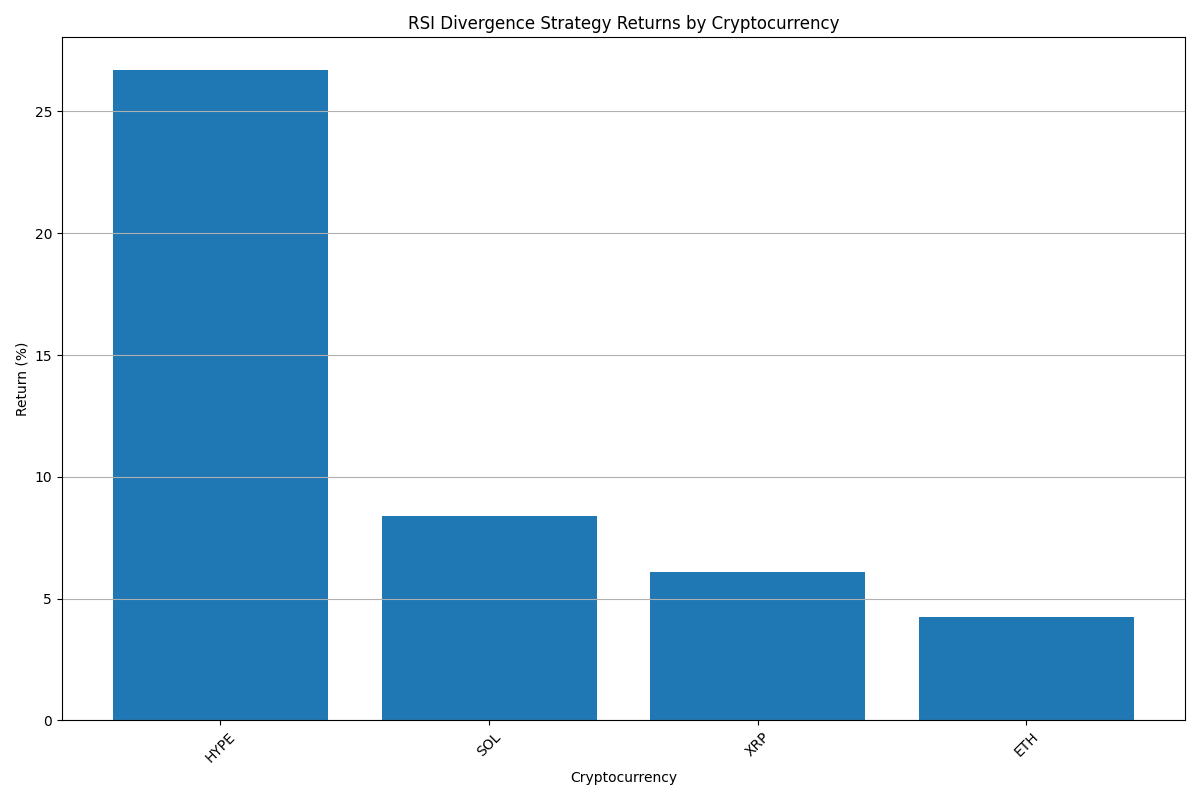 RSI Divergence Strategy Returns by Cryptocurrency
Return (%)
25
20
15
10
5
0
HYPE
SOL
XRP
ETH
Cryptocurrency